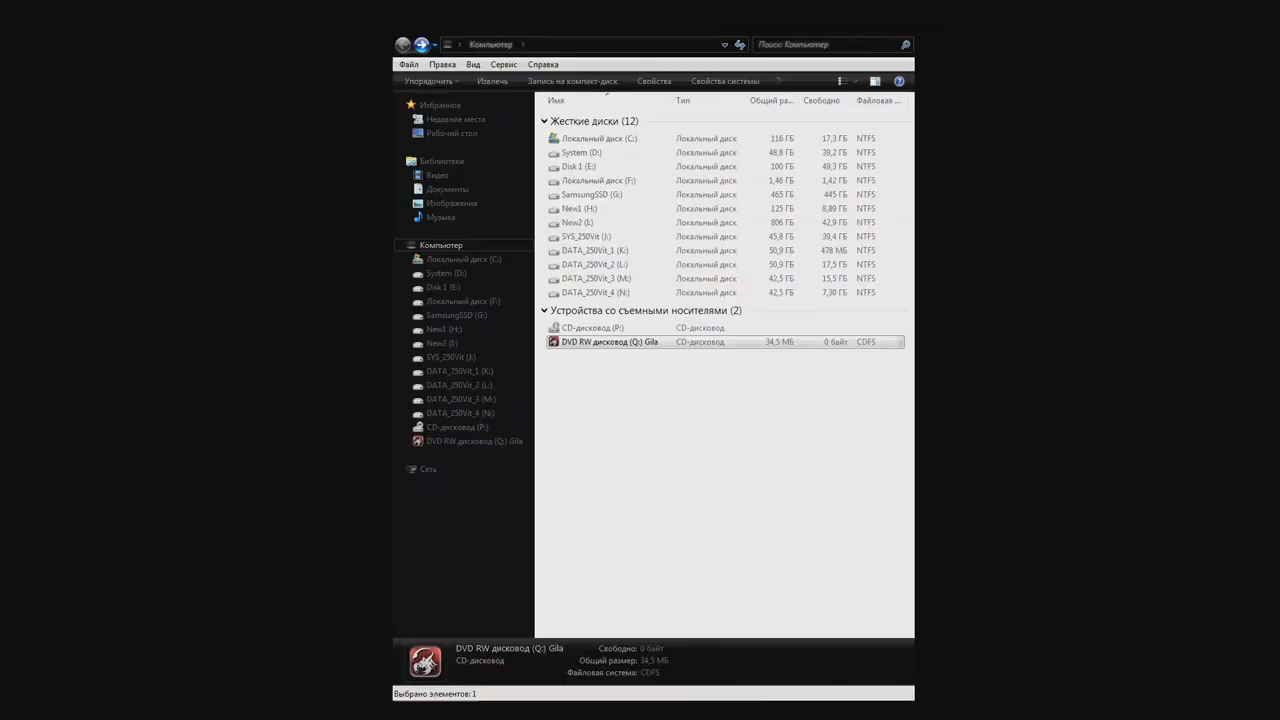 Компьютер
Поиск: Компьютер
Файл Правка Вид Сервис Справка
Упорядочить Извлечь Запись на компакт-диск Свойства Свойства системы
Избранное
Недавние места
Рабочий стол
Библиотеки
Видео
Документы
Изображения
Музыка
Компьютер
Локальный диск (C:)
System (D:)
Disk 1 (E:)
Локальный диск (F:)
SamsungSSD (G:)
New1 (H:)
New2 (I:)
SYS_250Vit (J:)
DATA_250Vit_1 (K:)
DATA_250Vit_2 (L:)
DATA_250Vit_3 (M:)
DATA_250Vit_4 (N:)
CD-дисковод (P:)
DVD RW дисковод (Q:) Gila
Сеть
Имя Тип Общий ра... Свободно Файловая ...
Жесткие диски (12)
Локальный диск (C:) Локальный диск 116 ГБ 17,3 ГБ NTFS
System (D:) Локальный диск 48,8 ГБ 39,2 ГБ NTFS
Disk 1 (E:) Локальный диск 100 ГБ 49,3 ГБ NTFS
Локальный диск (F:) Локальный диск 1,46 ГБ 1,42 ГБ NTFS
SamsungSSD (G:) Локальный диск 465 ГБ 445 ГБ NTFS
New1 (H:) Локальный диск 125 ГБ 8,89 ГБ NTFS
New2 (I:) Локальный диск 806 ГБ 42,9 ГБ NTFS
SYS_250Vit (J:) Локальный диск 45,8 ГБ 39,4 ГБ NTFS
DATA_250Vit_1 (K:) Локальный диск 50,9 ГБ 478 МБ NTFS
DATA_250Vit_2 (L:) Локальный диск 50,9 ГБ 17,5 ГБ NTFS
DATA_250Vit_3 (M:) Локальный диск 42,5 ГБ 15,5 ГБ NTFS
DATA_250Vit_4 (N:) Локальный диск 42,5 ГБ 7,30 ГБ NTFS
Устройства со съемными носителями (2)
CD-дисковод (P:) CD-дисковод
DVD RW дисковод (Q:) Gila CD-дисковод 34,5 МБ 0 байт CDFS
DVD RW дисковод (Q:) Gila Свободно: 0 байт
CD-дисковод Общий размер: 34,5 МБ
Файловая система: CDFS
Выбрано элементов: 1